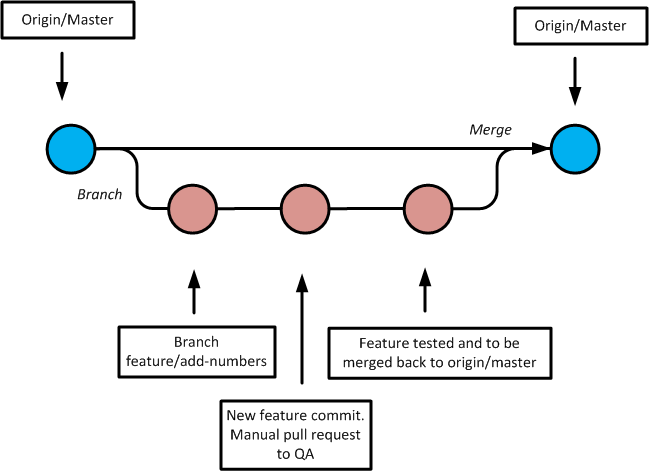 Origin/Master
Origin/Master
Merge
Branch
Branch
feature/add-numbers
Feature tested and to be
merged back to origin/master
New feature commit.
Manual pull request
to QA